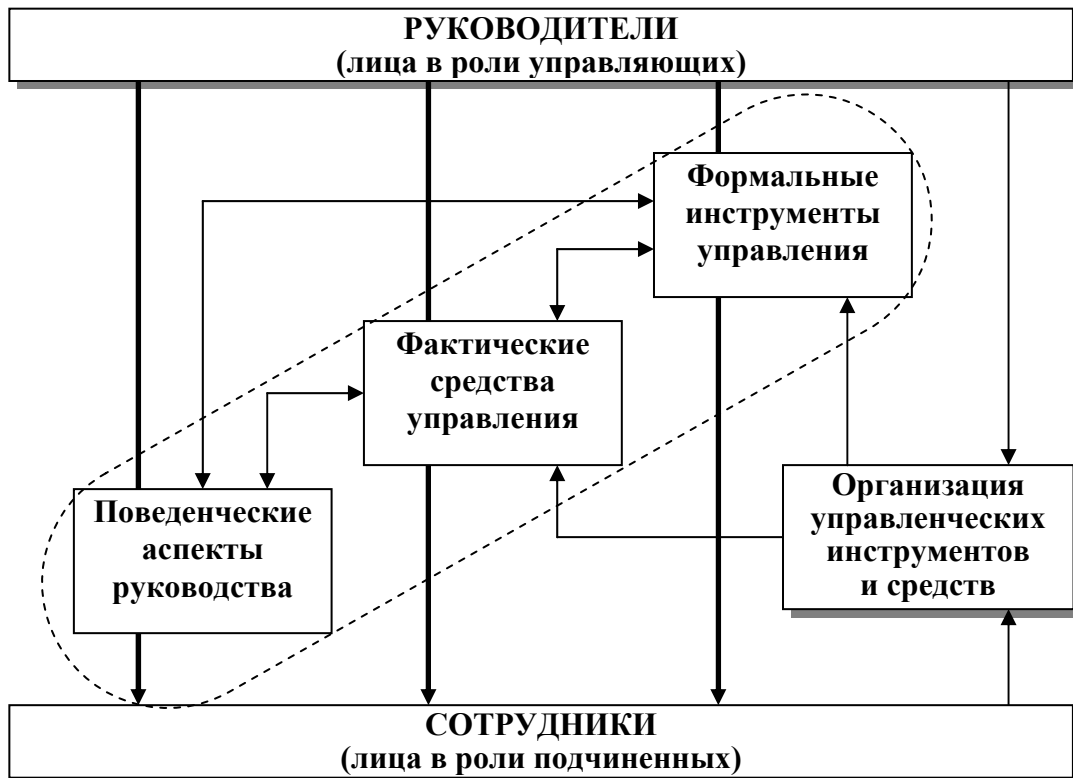 РУКОВОДИТЕЛИ
(лица в роли управляющих)
Формальные
инструменты
управления
Фактические
средства
управления
Поведенческие
аспекты
руководства
Организация
управленческих
инструментов
и средств
СОТРУДНИКИ
(лица в роли подчиненных)